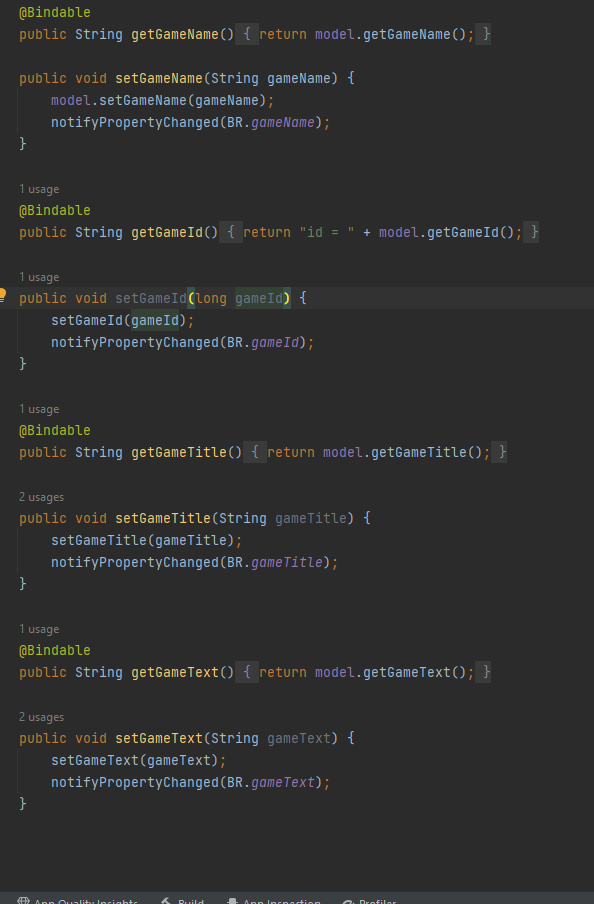 @Bindable
public String getGameName() { return model.getGameName(); }
public void setGameName(String gameName) {
model.setGameName(gameName);
notifyPropertyChanged(BR.gameName);
}
1 usage
@Bindable
public String getGameId() { return "id = " + model.getGameId(); }
1 usage
public void setGameId(long gameId) {
setGameId(gameId);
notifyPropertyChanged(BR.gameId);
}
1 usage
@Bindable
public String getGameTitle() { return model.getGameTitle(); }
2 usages
public void setGameTitle(String gameTitle) {
setGameTitle(gameTitle);
notifyPropertyChanged(BR.gameTitle);
}
1 usage
@Bindable
public String getGameText() { return model.getGameText(); }
2 usages
public void setGameText(String gameText) {
setGameText(gameText);
notifyPropertyChanged(BR.gameText);
}
App Quality Insights Build App Inspection Profiler